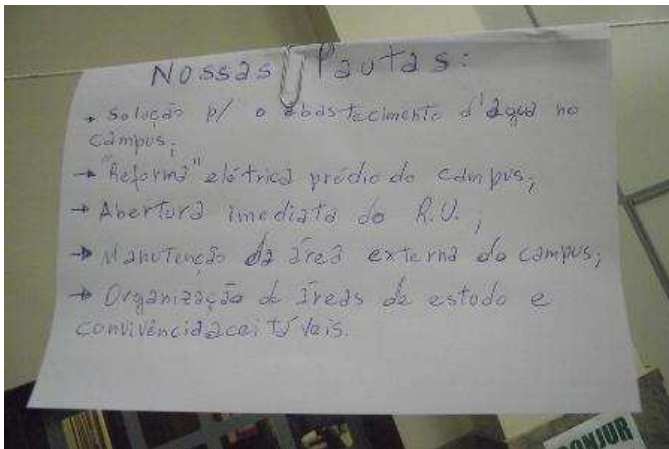 Nossas Pautas:
→ Solução p/ o abastecimento d'água no
câmpus;
→ "Reforma" elétrica prédio do campus;
→ Abertura imediata do R.U. ;
→ Manutenção da área externa do campus;
→ Organização de áreas de estudo e
convivência aceitáveis.
CONJUR